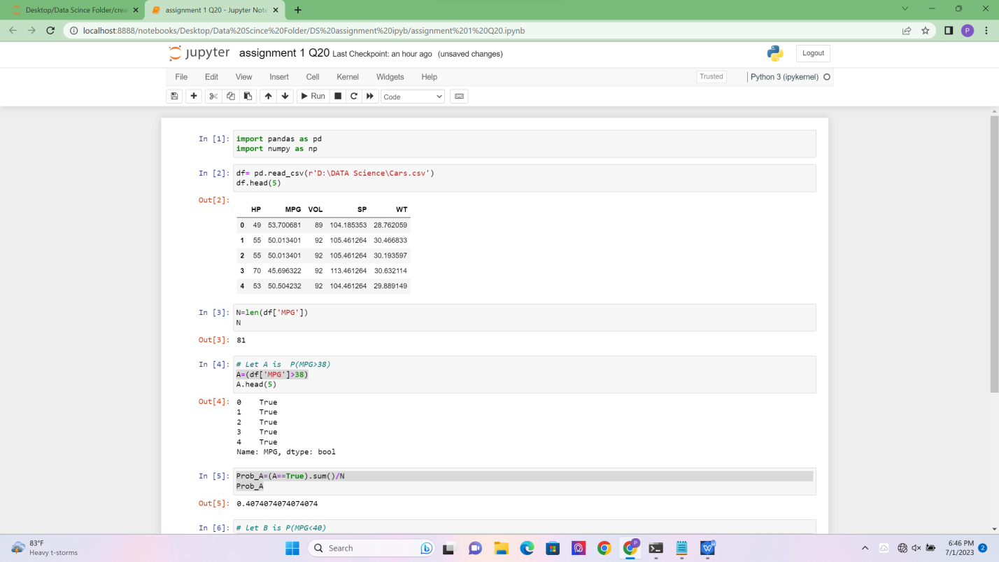 Desktop/Data Scince Folder/crea
assignment 1 Q20 - Jupyter Note
localhost:8888/notebooks/Desktop/Data%20Scince%20Folder/DS%20assignment%20ipyb/assignment%201%20Q20.ipynb
P
jupyter assignment 1 Q20 Last Checkpoint: an hour ago (unsaved changes)
Logout
File Edit View Insert Cell Kernel Widgets Help
Trusted
Python 3 (ipykernel)
Run
Code
In [1]: import pandas as pd
import numpy as np
In [2]: df= pd.read_csv(r'D:\DATA Science\Cars.csv')
df.head(5)
Out[2]:
HP MPG VOL SP WT
0 49 53.700681 89 104.185353 28.762059
1 55 50.013401 92 105.461264 30.466833
2 55 50.013401 92 105.461264 30.193597
3 70 45.696322 92 113.461264 30.632114
4 53 50.504232 92 104.461264 29.889149
In [3]: N=len(df['MPG'])
N
Out[3]: 81
In [4]: # Let A is  P(MPG>38)
A=(df['MPG']>38)
A.head(5)
Out[4]: 0    True
1    True
2    True
3    True
4    True
Name: MPG, dtype: bool
In [5]: Prob_A=(A==True).sum()/N
Prob_A
Out[5]: 0.4074074074074074
In [6]: # let B is P(MPG<40)
83°F
Heavy t-storms
Search
P
W
6:46 PM
7/1/2023
2